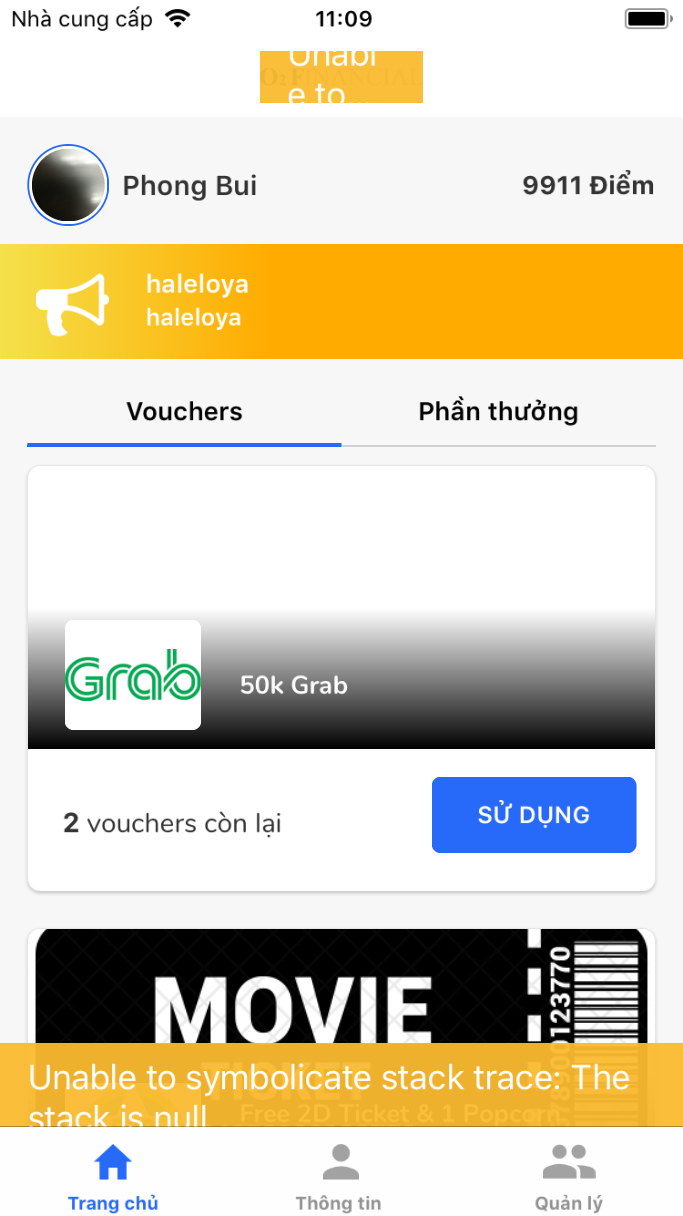 Nhà cung cấp 11:09
Unabl
e to...
O2 FINANCIAL
Phong Bui 9911 Điểm
haleloya
haleloya
Vouchers Phần thưởng
Grab
50k Grab
2 vouchers còn lại SỬ DỤNG
MOVIE
TICKET
Free 2D Ticket & 1 Popcorn
Unable to symbolicate stack trace: The
stack is null
Trang chủ Thông tin Quản lý